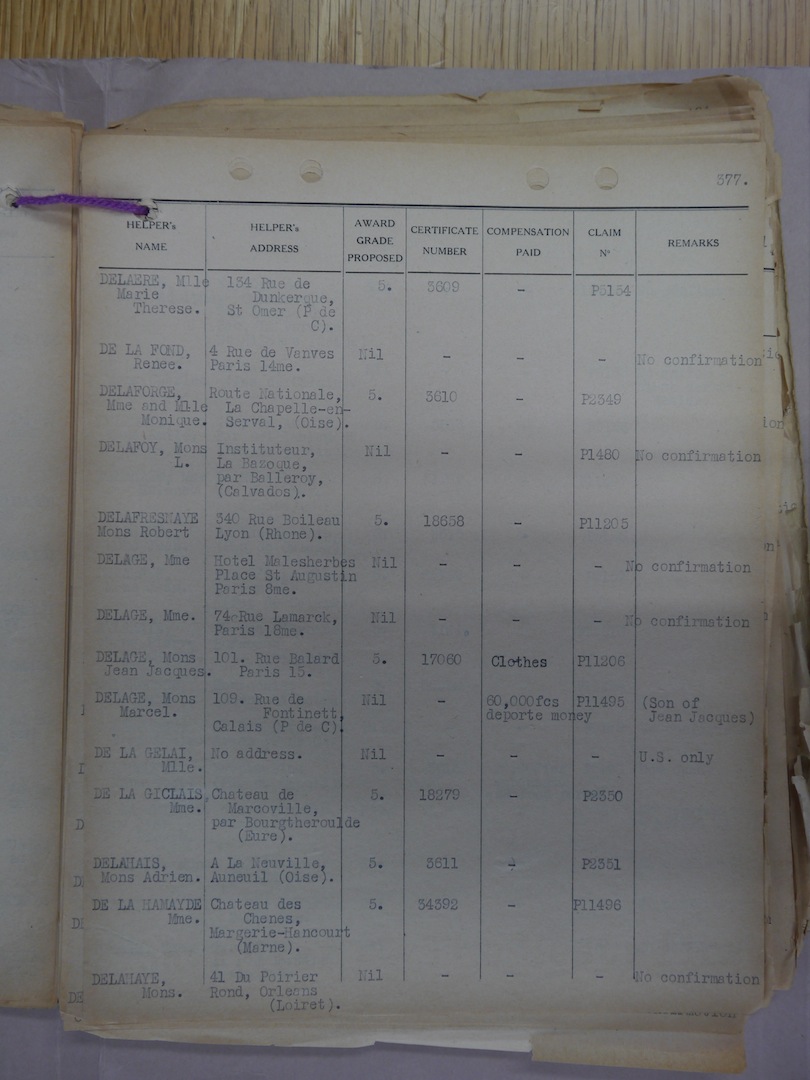 377.
HELPER's NAME HELPER's ADDRESS AWARD GRADE PROPOSED CERTIFICATE NUMBER COMPENSATION PAID CLAIM Nº REMARKS
DELAERE, Mlle 134 Rue de 5. 3609 - P5154
Marie Dunkerque,
Therese. St Omer (P de
C).
DE LA FOND, 4 Rue de Vanves Nil - - - No confirmation
Renee. Paris 14me.
DELAFORGE, Route Nationale, 5. 3610 - P2349
Mme and Mlle La Chapelle-en-
Monique. Serval, (Oise).
DELAFOY, Mons Instituteur, Nil - - P1480 No confirmation
L. La Bazoque,
par Balleroy,
(Calvados).
DELAFRESNAYE 340 Rue Boileau 5. 18658 - P11205
Mons Robert Lyon (Rhone).
DELAGE, Mme Hotel Malesherbes Nil - - - No confirmation
Place St Augustin
Paris 8me.
DELAGE, Mme. 74 Rue Lamarck, Nil - - - No confirmation
Paris 18me.
DELAGE, Mons 101. Rue Balard 5. 17060 Clothes P11206
Jean Jacques. Paris 15.
DELAGE, Mons 109. Rue de Nil - 60,000fcs P11495 (Son of
Marcel. Fontinett, deporte money Jean Jacques)
Calais (P de C).
DE LA GELAI, No address. Nil - - - U.S. only
Mlle.
DE LA GICLAIS, Chateau de 5. 18279 - P2350
Mme. Marcoville,
par Bourgtheroulde
(Eure).
DELAHAIS, A La Neuville, 5. 3611 - P2351
Mons Adrien. Auneuil (Oise).
DE LA HAMAYDE Chateau des 5. 34392 - P11496
Mme. Chenes,
Margerie-Hancourt
(Marne).
DELAHAYE, 41 Du Poirier Nil - - - No confirmation
Mons. Rond, Orleans
(Loiret).